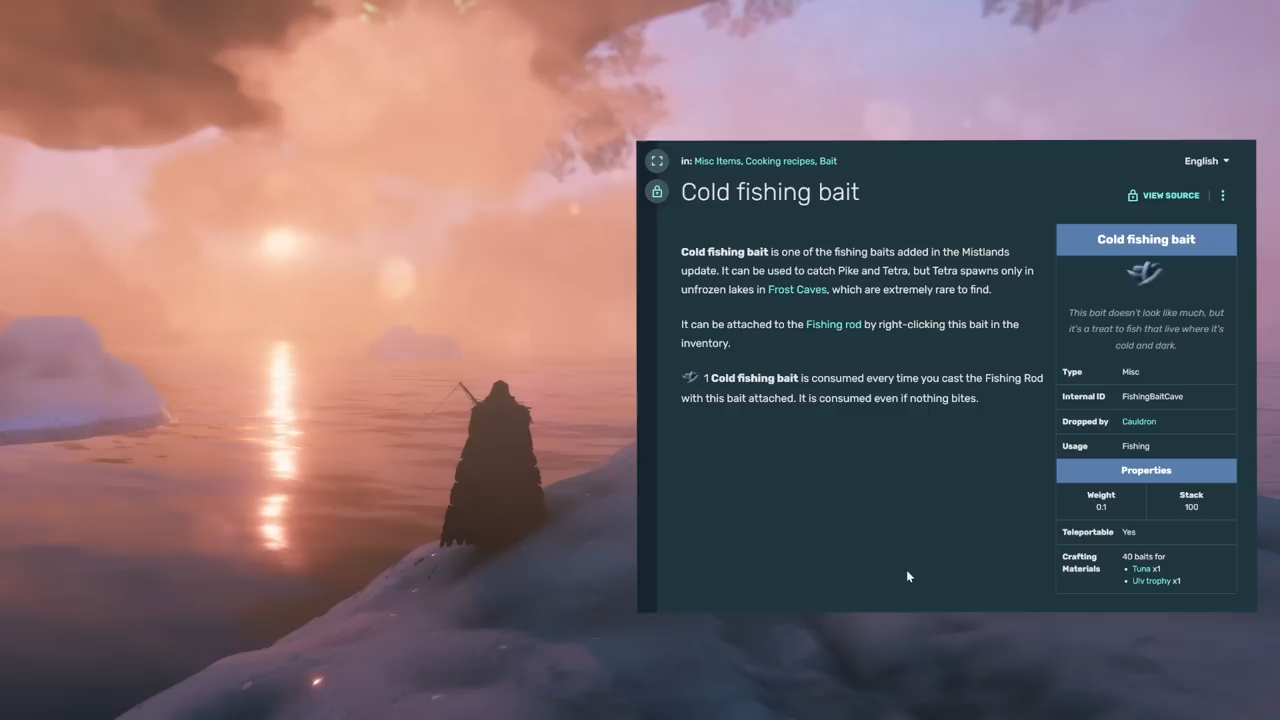 in: Misc Items, Cooking recipes, Bait
English
Cold fishing bait
VIEW SOURCE
Cold fishing bait is one of the fishing baits added in the Mistlands
update. It can be used to catch Pike and Tetra, but Tetra spawns only in
unfrozen lakes in Frost Caves, which are extremely rare to find.
It can be attached to the Fishing rod by right-clicking this bait in the
inventory.
1 Cold fishing bait is consumed every time you cast the Fishing Rod
with this bait attached. It is consumed even if nothing bites.
Cold fishing bait
This bait doesn't look like much, but
it's a treat to fish that live where it's
cold and dark.
Type Misc
Internal ID FishingBaitCave
Dropped by Cauldron
Usage Fishing
Properties
Weight Stack
0.1 100
Teleportable Yes
Crafting 40 baits for
Materials • Tuna x1
• Ulv trophy x1